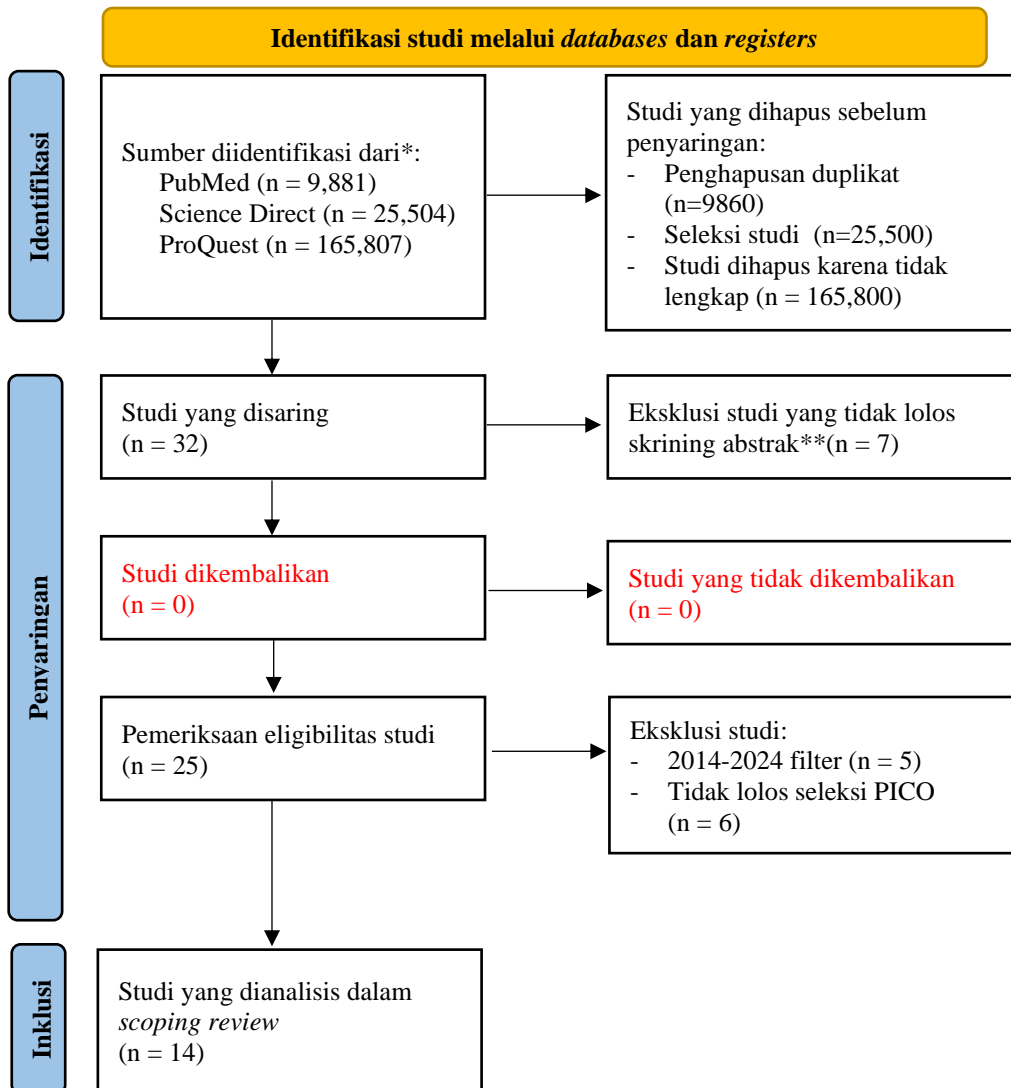 Identifikasi studi melalui databases dan registers
Identifikasi
Sumber diidentifikasi dari*:
PubMed (n = 9,881)
Science Direct (n = 25,504)
ProQuest (n = 165,807)
Studi yang dihapus sebelum
penyaringan:
- Penghapusan duplikat
(n=9860)
- Seleksi studi (n=25,500)
- Studi dihapus karena tidak
lengkap (n = 165,800)
Penyaringan
Studi yang disaring
(n = 32)
Eksklusi studi yang tidak lolos
skrining abstrak**(n = 7)
Studi dikembalikan
(n = 0)
Studi yang tidak dikembalikan
(n = 0)
Pemeriksaan eligibilitas studi
(n = 25)
Eksklusi studi:
- 2014-2024 filter (n = 5)
- Tidak lolos seleksi PICO
(n = 6)
Inklusi
Studi yang dianalisis dalam
scoping review
(n = 14)